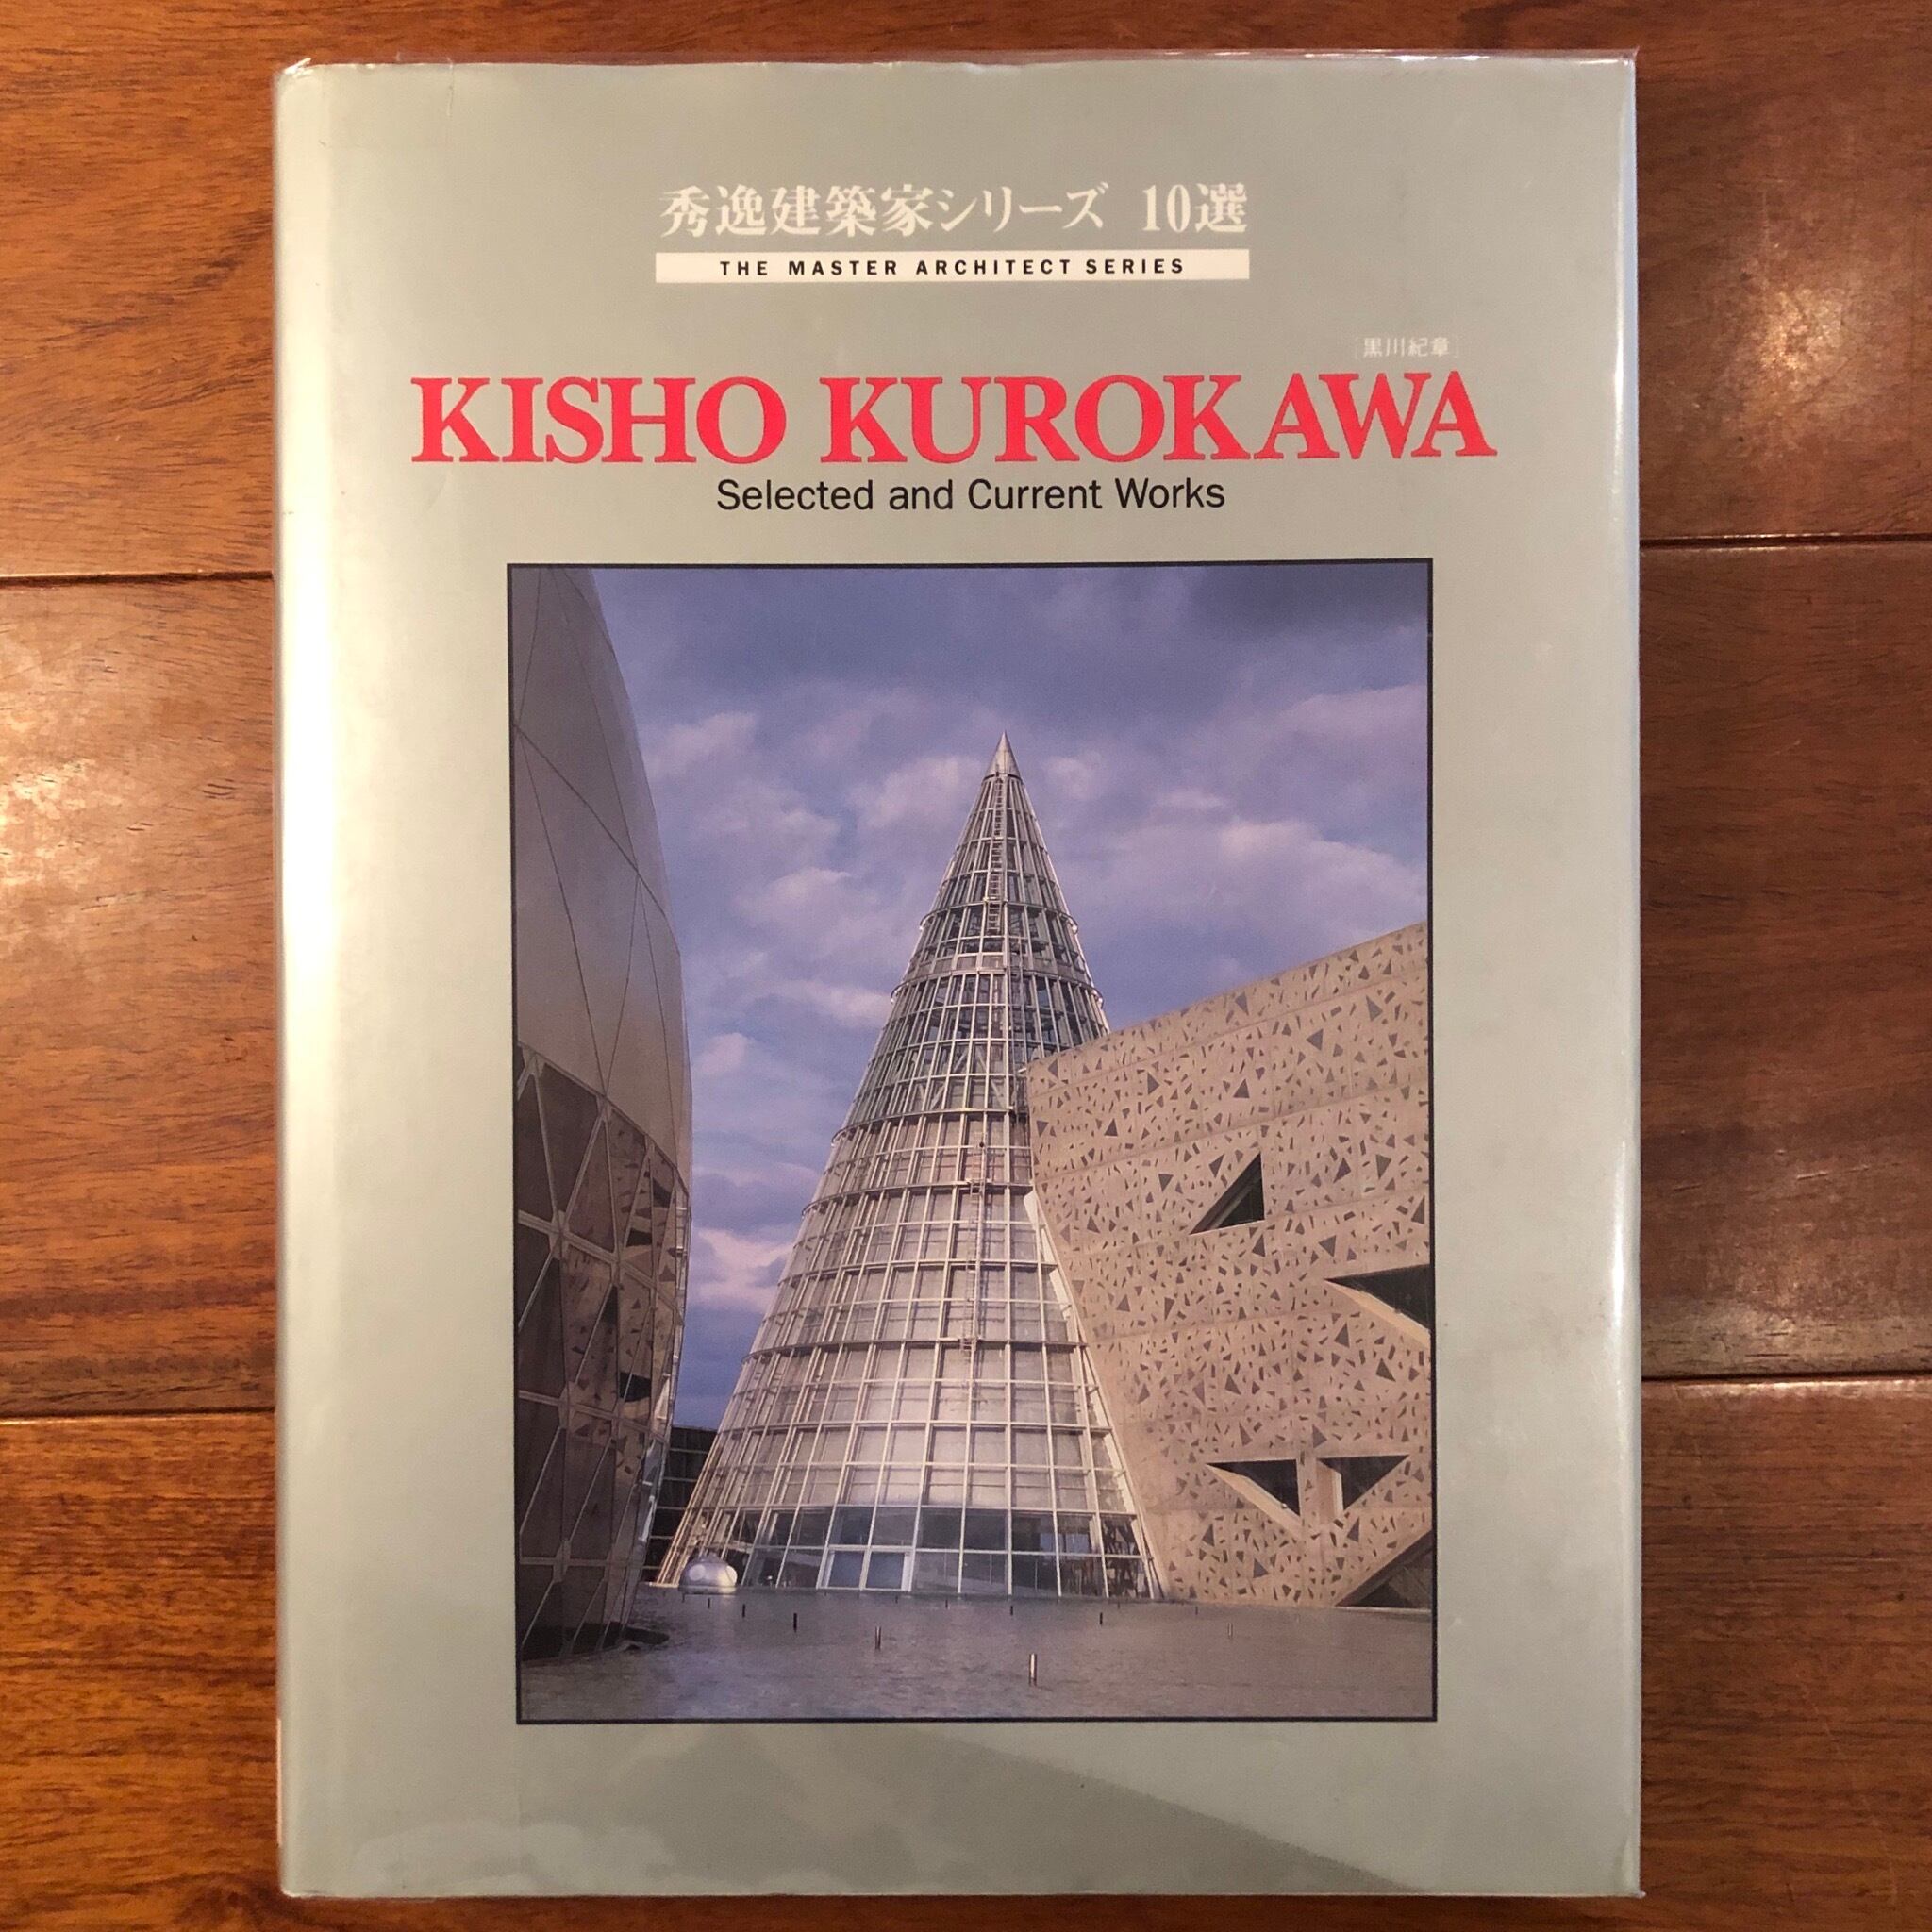 秀逸建築家シリーズ 10選
THE MASTER ARCHITECT SERIES
[黒川紀章]
KISHO KUROKAWA
Selected and Current Works